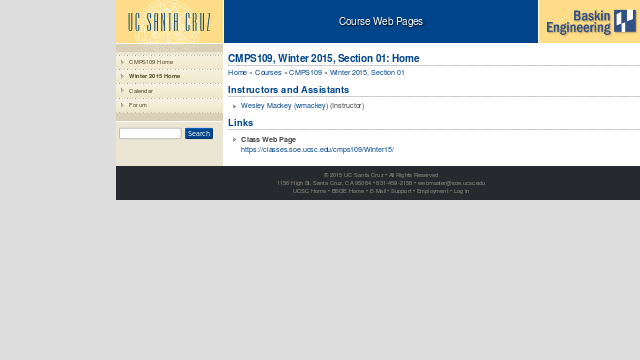 UC SANTA CRUZ
Course Web Pages
Baskin
Engineering
CMPS109 Home
Winter 2015 Home
Calendar
Forum
Search
CMPS109, Winter 2015, Section 01: Home
Home » Courses » CMPS109 » Winter 2015, Section 01
Instructors and Assistants
Wesley Mackey (wmackey) (Instructor)
Links
Class Web Page
https://classes.soe.ucsc.edu/cmps109/Winter15/
© 2015 UC Santa Cruz • All Rights Reserved
1156 High St. Santa Cruz, CA 95064 • 831-459-2158 • webmaster@soe.ucsc.edu
UCSC Home • BSOE Home • E-Mail • Support • Employment • Log in